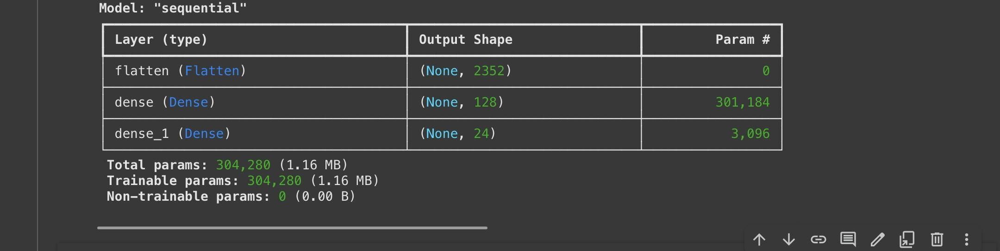 Model: "sequential"
Layer (type) Output Shape Param #
flatten (Flatten) (None, 2352) 0
dense (Dense) (None, 128) 301,184
dense_1 (Dense) (None, 24) 3,096
Total params: 304,280 (1.16 MB)
Trainable params: 304,280 (1.16 MB)
Non-trainable params: 0 (0.00 B)